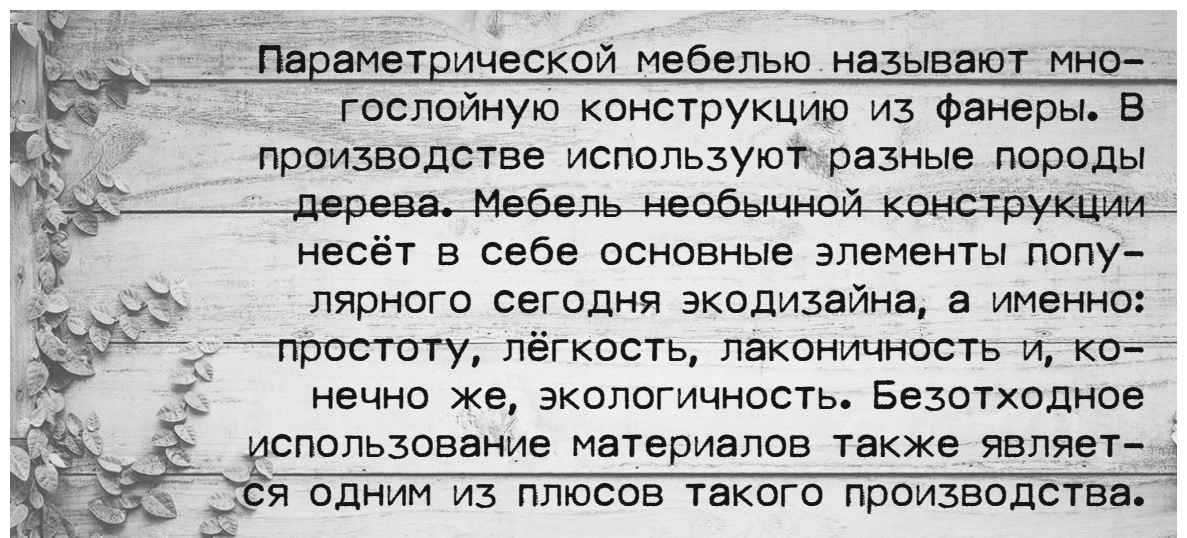 Параметрической мебелью называют мно-
гослойную конструкцию из фанеры. В
производстве используют разные породы
дерева. Мебель необычной конструкции
несёт в себе основные элементы попу-
лярного сегодня экодизайна, а именно:
простоту, лёгкость, лаконичность и, ко-
нечно же, экологичность. Безотходное
использование материалов также являет-
ся одним из плюсов такого производства.